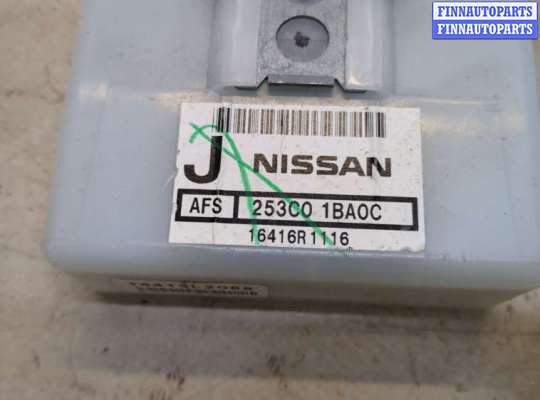 FINNAUTOPARTS
FINNAUTOPARTS
J NISSAN
AFS 253C0 1BA0C
16416R1116